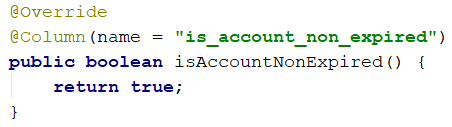 @Override
@Column(name = "is_account_non_expired")
public boolean isAccountNonExpired() {
    return true;
}